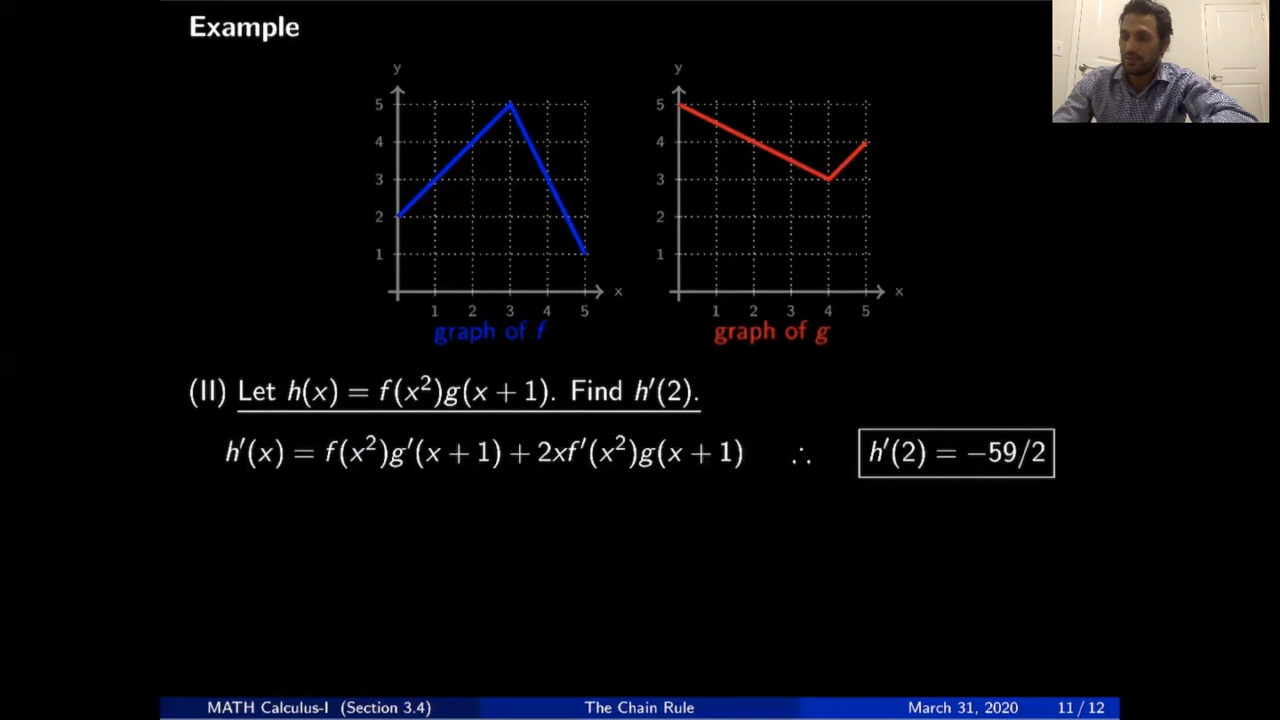 Example
y
5
4
3
2
1
1 2 3 4 5 x
graph of f
y
5
4
3
2
1
1 2 3 4 5 x
graph of g
(II) Let h(x) = f(x²)g(x + 1). Find h′(2).
h′(x) = f(x²)g′(x + 1) + 2xf′(x²)g(x + 1) ∴ h′(2) = −59/2
MATH Calculus-I (Section 3.4) The Chain Rule March 31, 2020 11 / 12